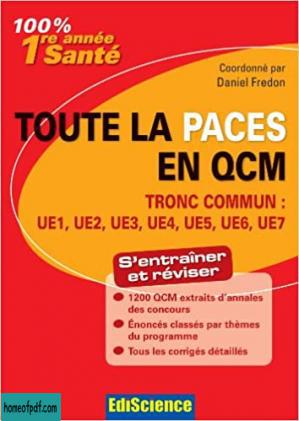 100%
1re année
Santé
Coordonné par
Daniel Fredon
TOUTE LA PACES
EN QCM
TRONC COMMUN :
UE1, UE2, UE3, UE4, UE5, UE6, UE7
S'entraîner
et réviser
• 1200 QCM extraits d'annales
des concours
• Énoncés classés par thèmes
du programme
• Tous les corrigés détaillés
homeofpdf.com
EdiScience